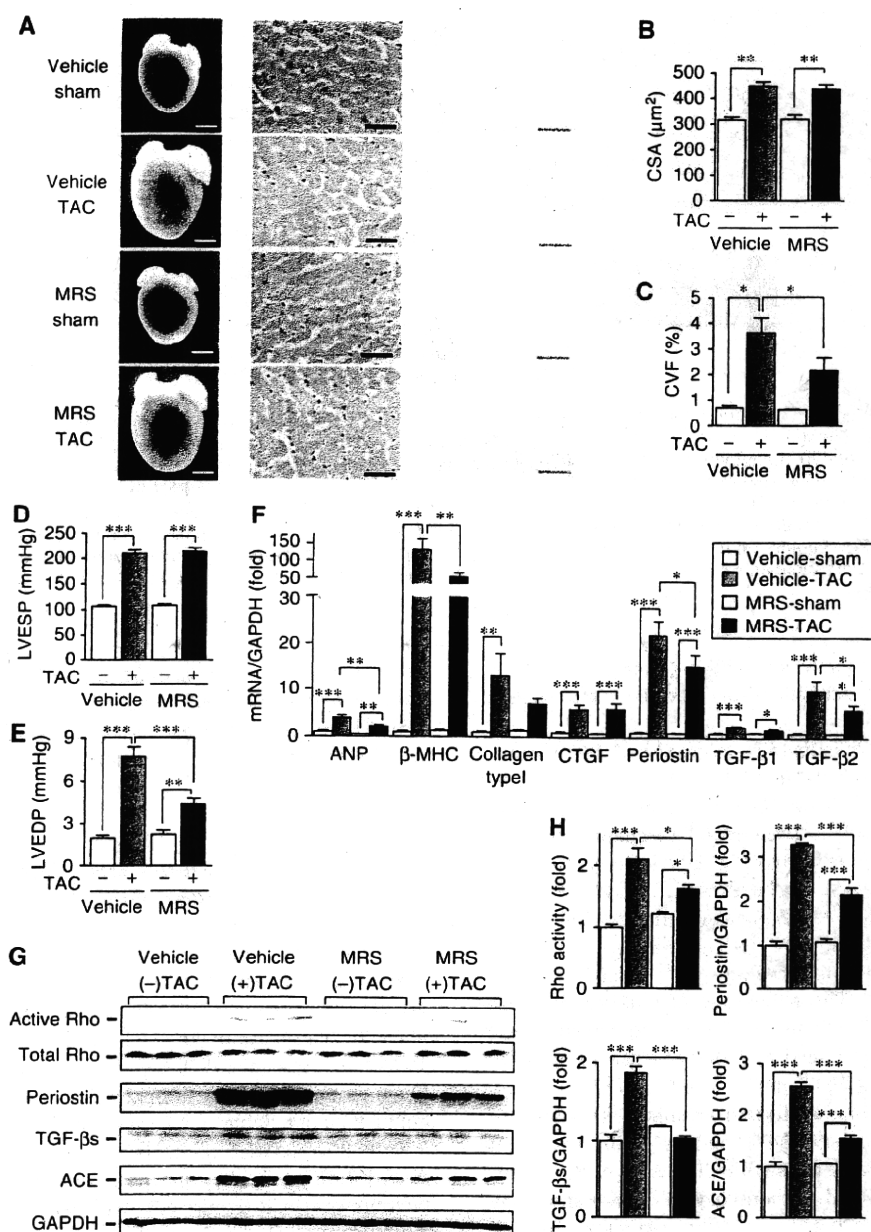 A
Vehicle
sham
Vehicle
TAC
MRS
sham
MRS
TAC
B
** **
CSA (µm²)
500
400
300
200
100
0
TAC − + − +
Vehicle MRS
C
* *
CVF (%)
5
4
3
2
1
0
TAC − + − +
Vehicle MRS
D
*** ***
LVESP (mmHg)
250
200
150
100
50
0
TAC − + − +
Vehicle MRS
E
*** ***
**
LVEDP (mmHg)
9
6
3
0
TAC − + − +
Vehicle MRS
F
mRNA/GAPDH (fold)
150
100
50
30
20
10
0
*** **
*** ** **
**
*** ***
*** * ***
*** *
*** * *
ANP β-MHC Collagen typeI CTGF Periostin TGF-β1 TGF-β2
Vehicle-sham
Vehicle-TAC
MRS-sham
MRS-TAC
G
Vehicle Vehicle MRS MRS
(−)TAC (+)TAC (−)TAC (+)TAC
Active Rho
Total Rho
Periostin
TGF-βs
ACE
GAPDH
H
Rho activity (fold)
*** *
*
2
1
0
Periostin/GAPDH (fold)
*** ***
***
3
2
1
0
TGF-βs/GAPDH (fold)
*** ***
2
1
0
ACE/GAPDH (fold)
*** ***
***
3
2
1
0